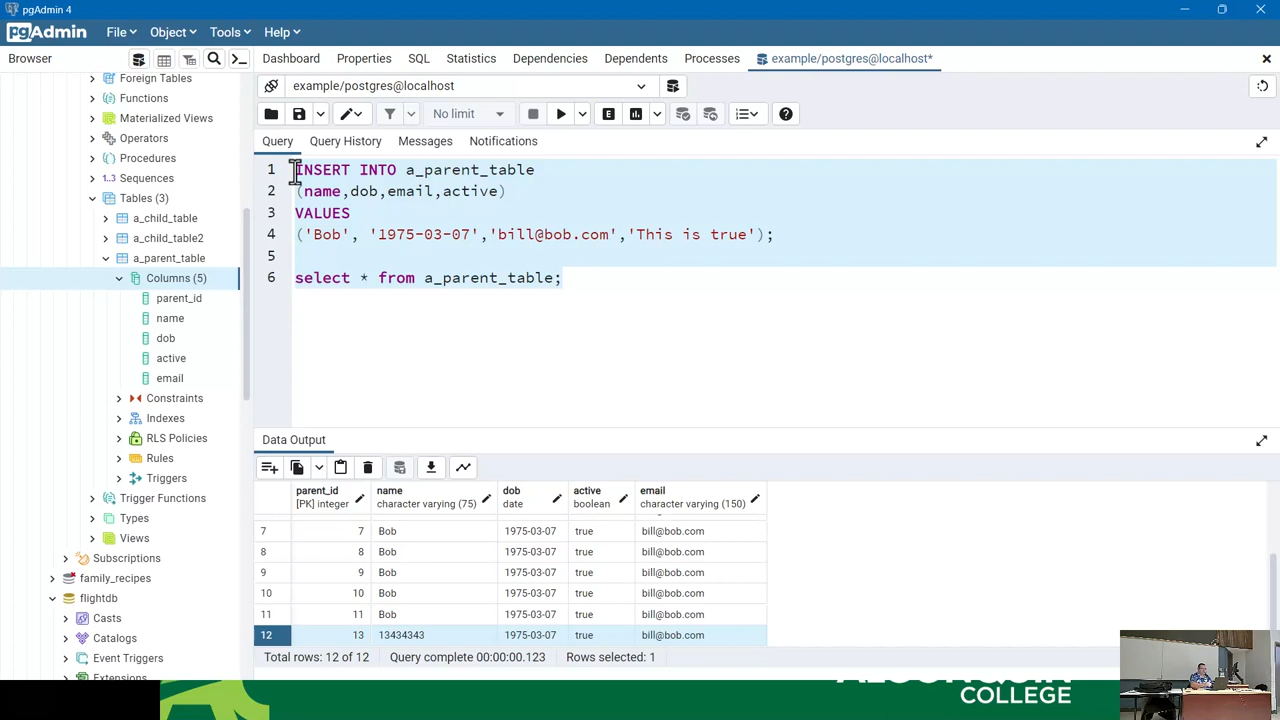 pgAdmin 4
pgAdmin File Object Tools Help
Browser Dashboard Properties SQL Statistics Dependencies Dependents Processes example/postgres@localhost*
Foreign Tables
Functions
Materialized Views
Operators
Procedures
1..3 Sequences
Tables (3)
a_child_table
a_child_table2
a_parent_table
Columns (5)
parent_id
name
dob
active
email
Constraints
Indexes
RLS Policies
Rules
Triggers
Trigger Functions
Types
Views
Subscriptions
family_recipes
flightdb
Casts
Catalogs
Event Triggers
Extensions
example/postgres@localhost
No limit E
Query Query History Messages Notifications
1 INSERT INTO a_parent_table
2 (name,dob,email,active)
3 VALUES
4 ('Bob', '1975-03-07','bill@bob.com','This is true');
5
6 select * from a_parent_table;
Data Output
parent_id name dob active email
[PK] integer character varying (75) date boolean character varying (150)
7 7 Bob 1975-03-07 true bill@bob.com
8 8 Bob 1975-03-07 true bill@bob.com
9 9 Bob 1975-03-07 true bill@bob.com
10 10 Bob 1975-03-07 true bill@bob.com
11 11 Bob 1975-03-07 true bill@bob.com
12 13 13434343 1975-03-07 true bill@bob.com
Total rows: 12 of 12 Query complete 00:00:00.123 Rows selected: 1
ALGONQUIN
COLLEGE